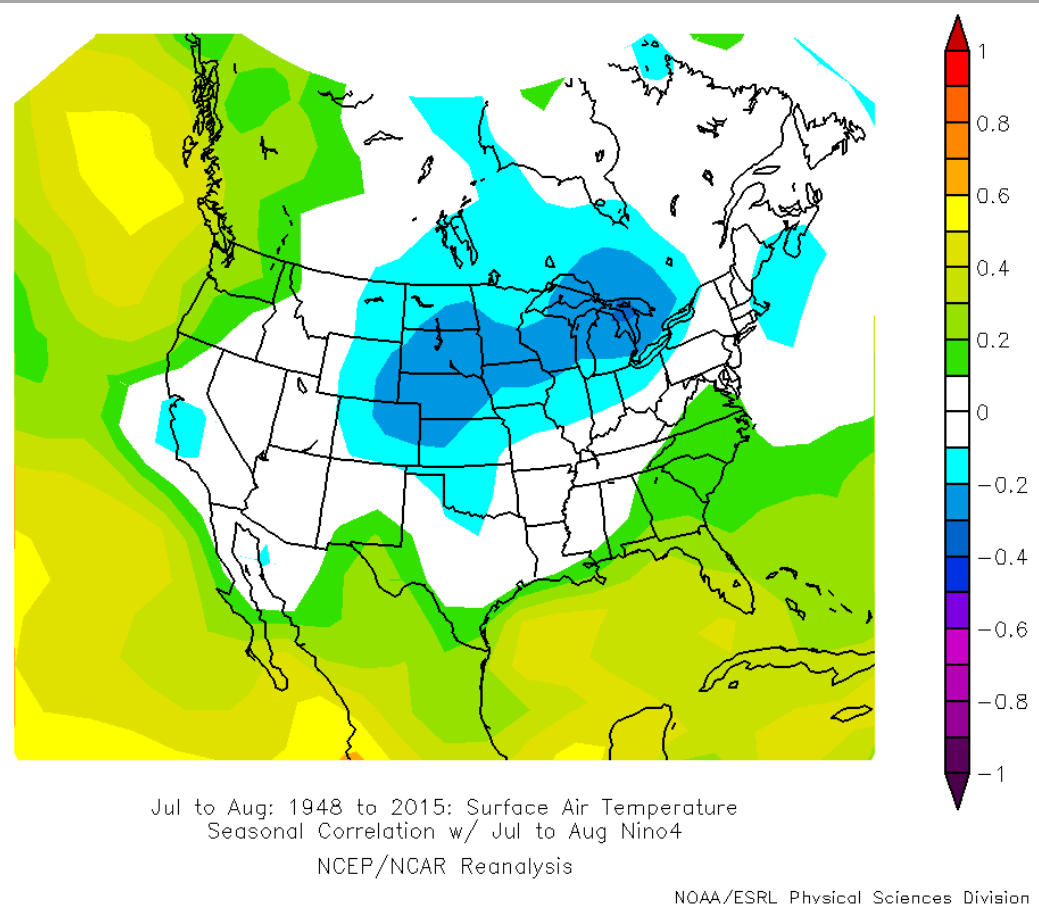 1
0.8
0.6
0.4
0.2
0
-0.2
-0.4
-0.6
-0.8
-1
Jul to Aug: 1948 to 2015: Surface Air Temperature
Seasonal Correlation w/ Jul to Aug Nino4
NCEP/NCAR Reanalysis
NOAA/ESRL Physical Sciences Division